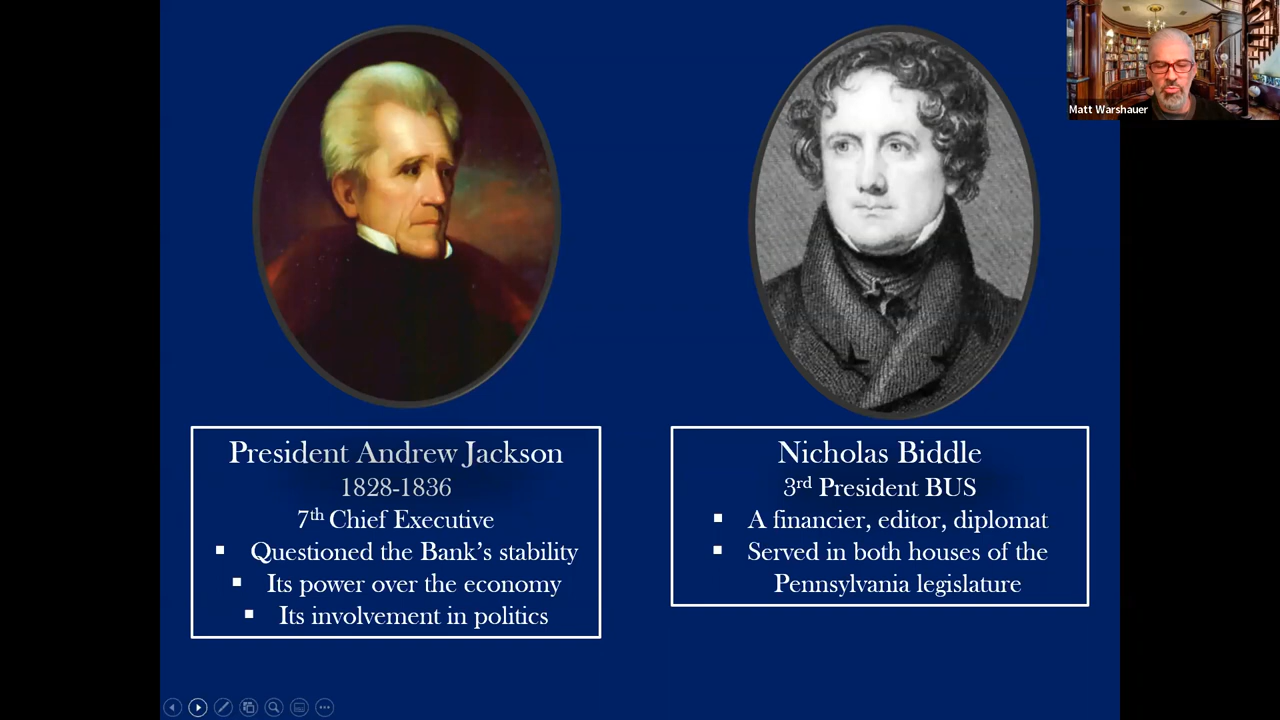 Matt Warshauer
President Andrew Jackson
1828-1836
7th Chief Executive
▪ Questioned the Bank's stability
▪ Its power over the economy
▪ Its involvement in politics
Nicholas Biddle
3rd President BUS
▪ A financier, editor, diplomat
▪ Served in both houses of the
Pennsylvania legislature